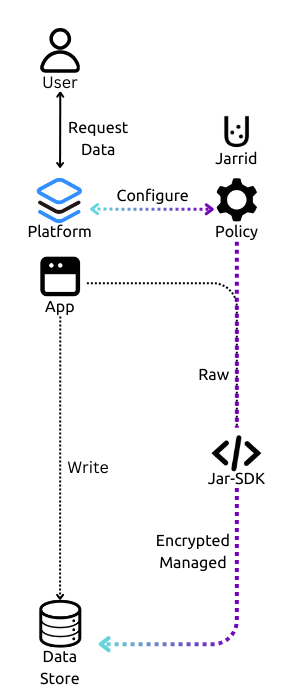 User
Request
Data
Jarrid
Configure
Platform
Policy
App
Raw
Write
Jar-SDK
Encrypted
Managed
Data
Store